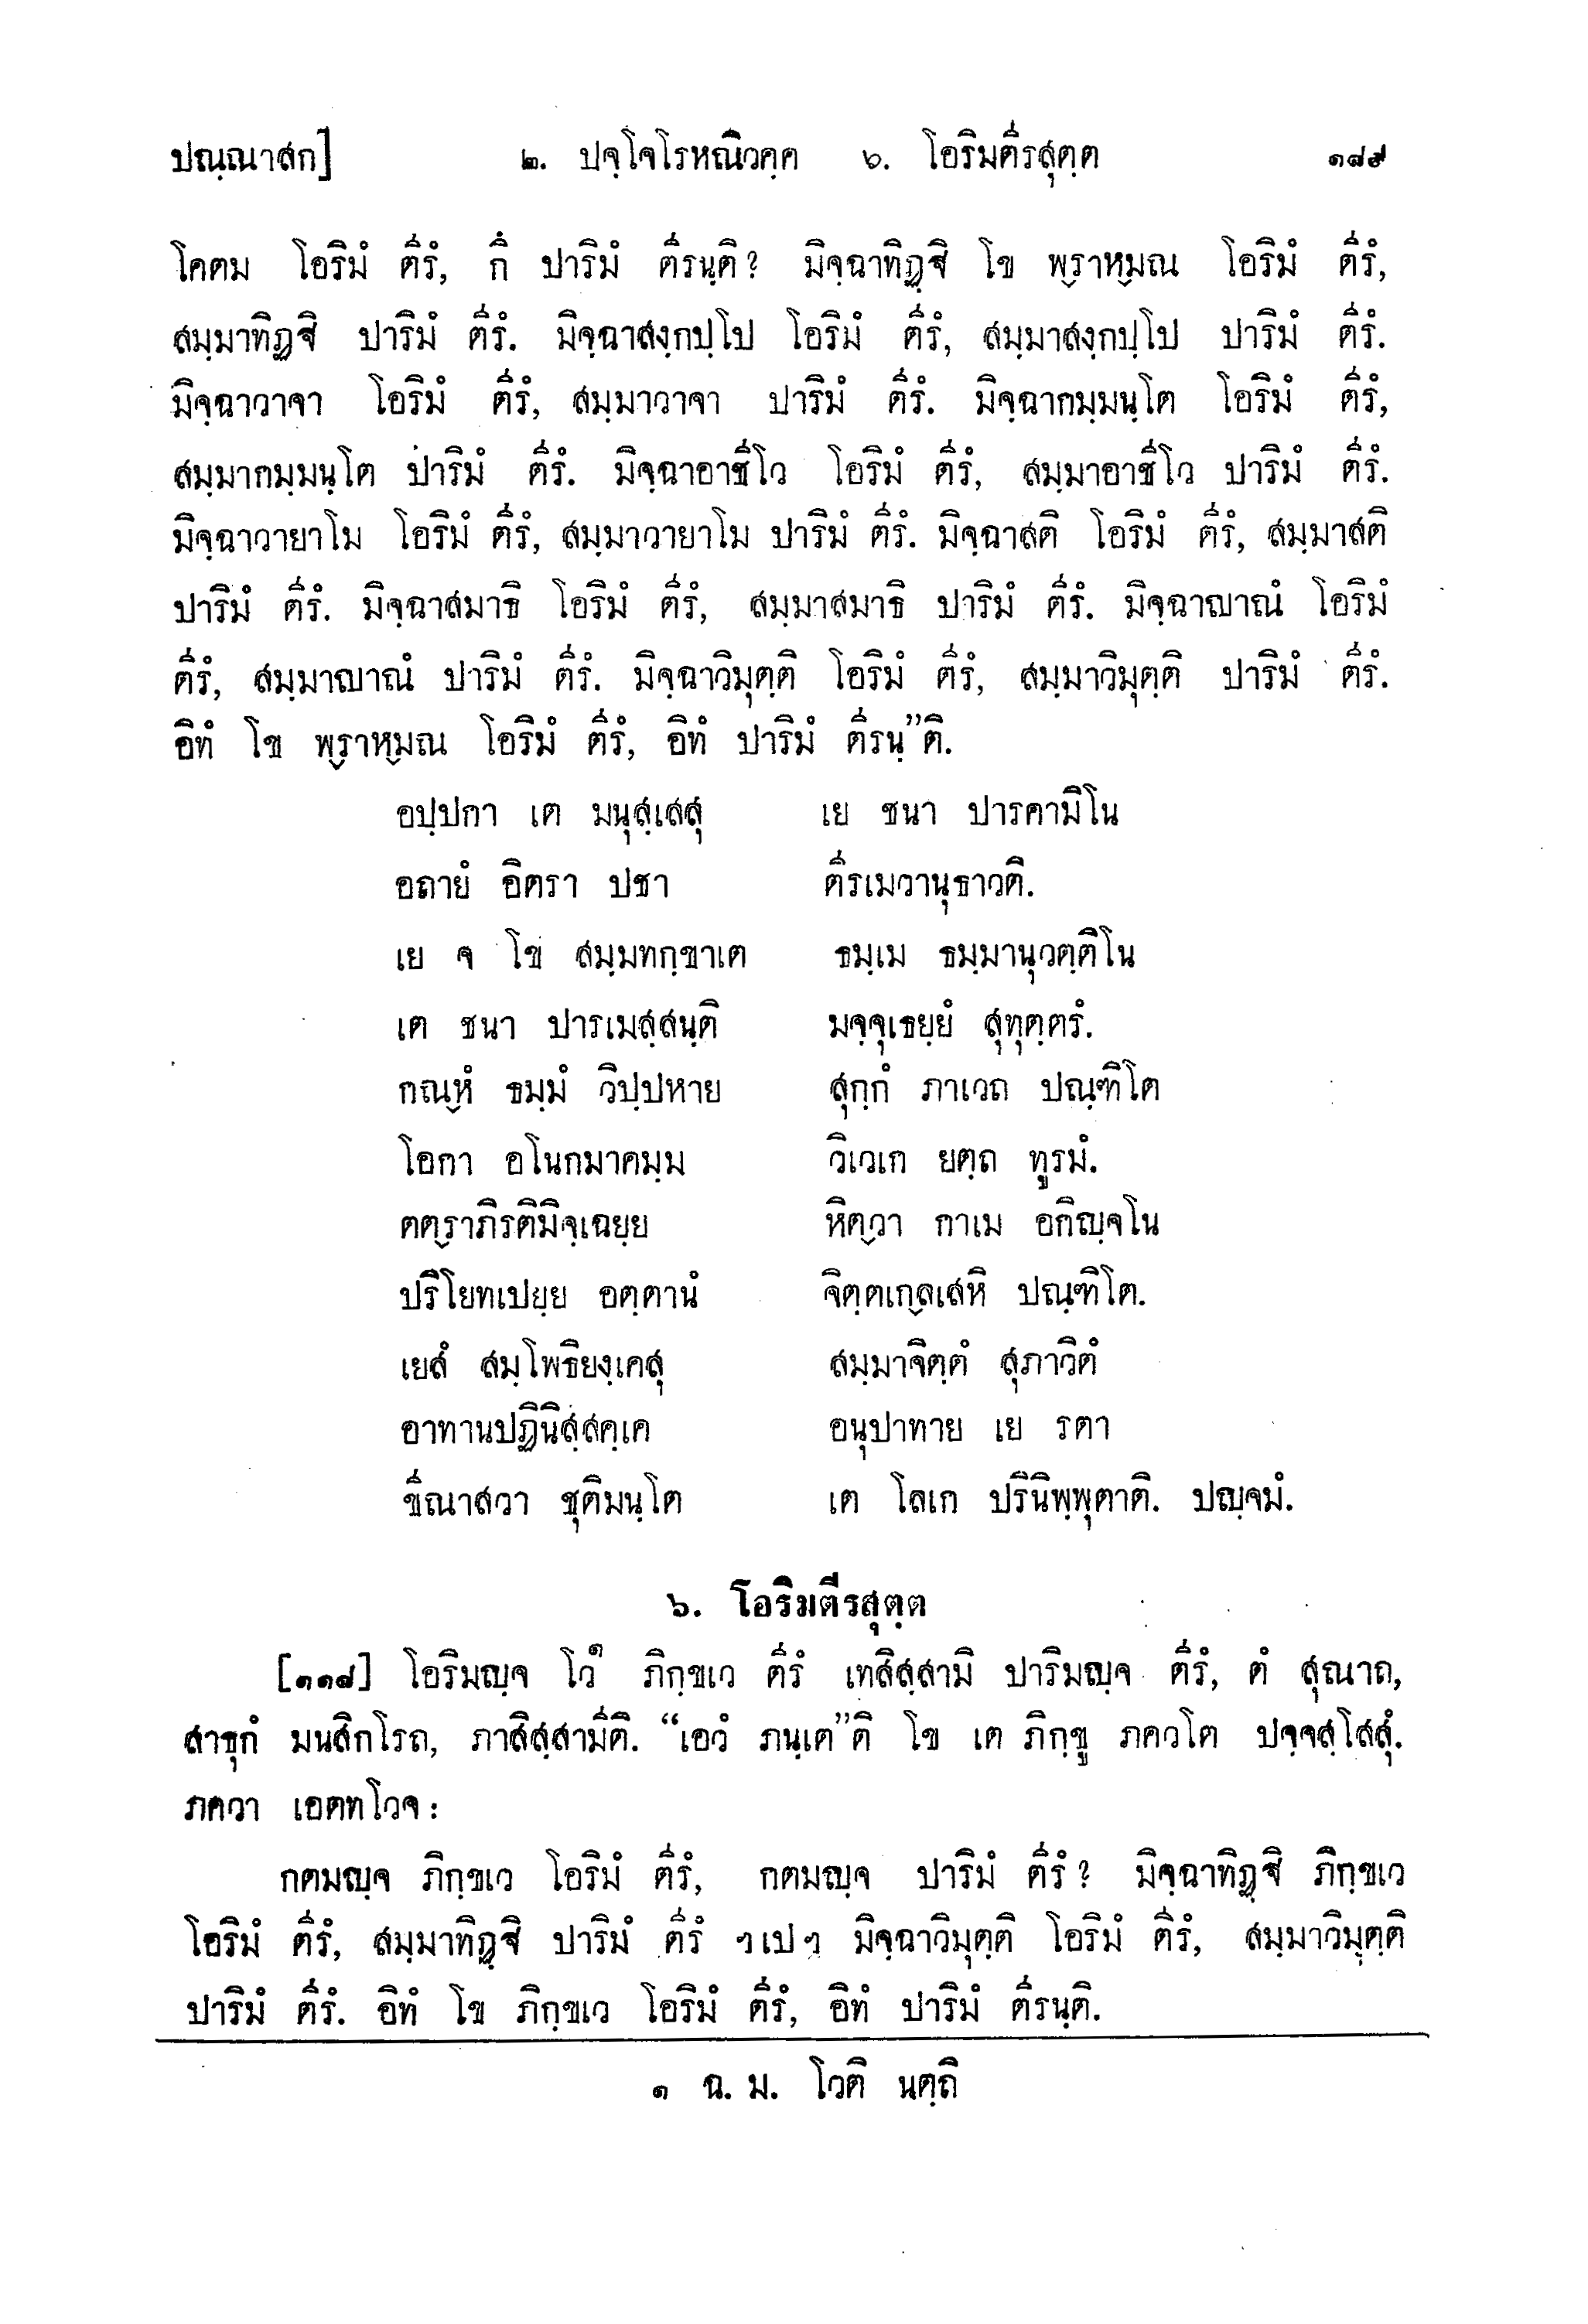 ปณฺณาสก] ๒. ปจฺโจโรหณิวคฺค ๖. โอริมตีรสุตฺต ๑๘๙
โคตม โอริมํ ตีรํ, กึ ปาริมํ ตีรนฺติ? มิจฺฉาทิฏฺฐิ โข พฺราหฺมณ โอริมํ ตีรํ,
สมฺมาทิฏฺฐิ ปาริมํ ตีรํ. มิจฺฉาสงฺกปฺโป โอริมํ ตีรํ, สมฺมาสงฺกปฺโป ปาริมํ ตีรํ.
มิจฺฉาวาจา โอริมํ ตีรํ, สมฺมาวาจา ปาริมํ ตีรํ. มิจฺฉากมฺมนฺโต โอริมํ ตีรํ,
สมฺมากมฺมนฺโต ปาริมํ ตีรํ. มิจฺฉาอาชีโว โอริมํ ตีรํ, สมฺมาอาชีโว ปาริมํ ตีรํ.
มิจฺฉาวายาโม โอริมํ ตีรํ, สมฺมาวายาโม ปาริมํ ตีรํ. มิจฺฉาสติ โอริมํ ตีรํ, สมฺมาสติ
ปาริมํ ตีรํ. มิจฺฉาสมาธิ โอริมํ ตีรํ, สมฺมาสมาธิ ปาริมํ ตีรํ. มิจฺฉาญาณํ โอริมํ
ตีรํ, สมฺมาญาณํ ปาริมํ ตีรํ. มิจฺฉาวิมุตฺติ โอริมํ ตีรํ, สมฺมาวิมุตฺติ ปาริมํ ตีรํ.
อิทํ โข พฺราหฺมณ โอริมํ ตีรํ, อิทํ ปาริมํ ตีรนฺ”ติ.
อปฺปกา เต มนุสฺเสสุ เย ชนา ปารคามิโน
อถายํ อิตรา ปชา ตีรเมวานุธาวติ.
เย จ โข สมฺมทกฺขาเต ธมฺเม ธมฺมานุวตฺติโน
เต ชนา ปารเมสฺสนฺติ มจฺจุเธยฺยํ สุทุตฺตรํ.
กณฺหํ ธมฺมํ วิปฺปหาย สุกฺกํ ภาเวถ ปณฺฑิโต
โอกา อโนกมาคมฺม วิเวเก ยตฺถ ทูรมํ.
ตตฺราภิรติมิจฺเฉยฺย หิตฺวา กาเม อกิญฺจโน
ปริโยทเปยฺย อตฺตานํ จิตฺตเกฺลเสหิ ปณฺฑิโต.
เยสํ สมฺโพธิยงฺเคสุ สมฺมาจิตฺตํ สุภาวิตํ
อาทานปฏินิสฺสคฺเค อนุปาทาย เย รตา
ขีณาสวา ชุติมนฺโต เต โลเก ปรินิพฺพุตาติ. ปญฺจมํ.
๖. โอริมตีรสุตฺต
[๑๑๘] โอริมญฺจ โว๑ ภิกฺขเว ตีรํ เทสิสฺสามิ ปาริมญฺจ ตีรํ, ตํ สุณาถ,
สาธุกํ มนสิกโรถ, ภาสิสฺสามีติ. “เอวํ ภนฺเต”ติ โข เต ภิกฺขู ภควโต ปจฺจสฺโสสุํ.
ภควา เอตทโวจ:
กตมญฺจ ภิกฺขเว โอริมํ ตีรํ, กตมญฺจ ปาริมํ ตีรํ? มิจฺฉาทิฏฺฐิ ภิกฺขเว
โอริมํ ตีรํ, สมฺมาทิฏฺฐิ ปาริมํ ตีรํ ฯเปฯ มิจฺฉาวิมุตฺติ โอริมํ ตีรํ, สมฺมาวิมุตฺติ
ปาริมํ ตีรํ. อิทํ โข ภิกฺขเว โอริมํ ตีรํ, อิทํ ปาริมํ ตีรนฺติ.
๑ ฉ. ม. โวติ นตฺถิ